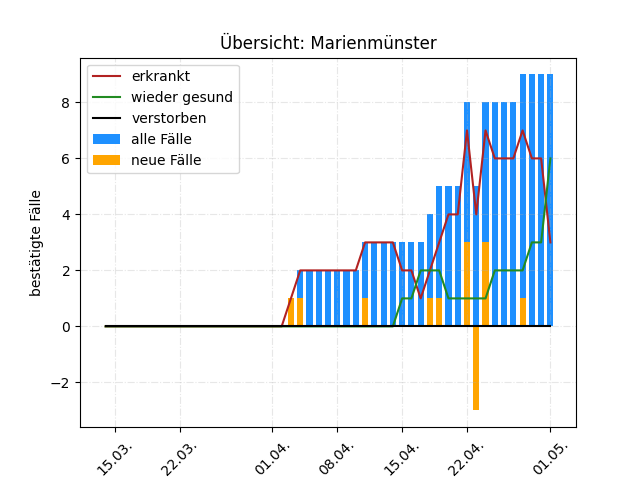 Übersicht: Marienmünster
erkrankt
wieder gesund
verstorben
alle Fälle
neue Fälle
bestätigte Fälle
8
6
4
2
0
−2
15.03.
22.03.
01.04.
08.04.
15.04.
22.04.
01.05.